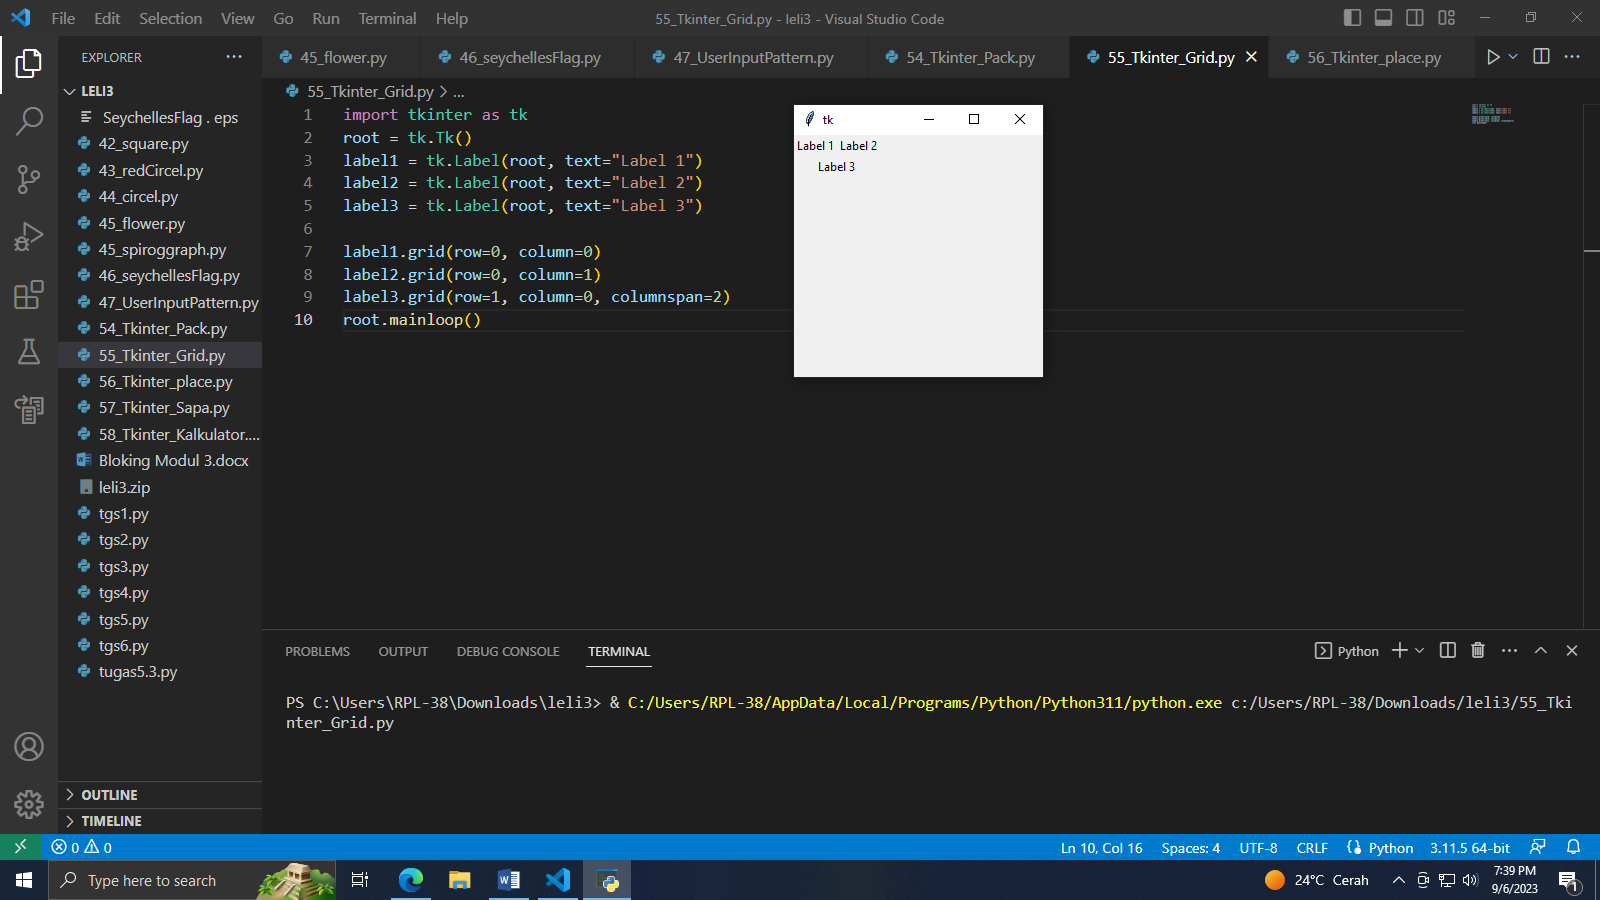 File Edit Selection View Go Run Terminal Help 55_Tkinter_Grid.py - leli3 - Visual Studio Code
EXPLORER
45_flower.py 46_seychellesFlag.py 47_UserInputPattern.py 54_Tkinter_Pack.py 55_Tkinter_Grid.py 56_Tkinter_place.py
LELI3
SeychellesFlag . eps
42_square.py
43_redCircel.py
44_circel.py
45_flower.py
45_spiroggraph.py
46_seychellesFlag.py
47_UserInputPattern.py
54_Tkinter_Pack.py
55_Tkinter_Grid.py
56_Tkinter_place.py
57_Tkinter_Sapa.py
58_Tkinter_Kalkulator....
Bloking Modul 3.docx
leli3.zip
tgs1.py
tgs2.py
tgs3.py
tgs4.py
tgs5.py
tgs6.py
tugas5.3.py
OUTLINE
TIMELINE
55_Tkinter_Grid.py > ...
1 import tkinter as tk
2 root = tk.Tk()
3 label1 = tk.Label(root, text="Label 1")
4 label2 = tk.Label(root, text="Label 2")
5 label3 = tk.Label(root, text="Label 3")
6
7 label1.grid(row=0, column=0)
8 label2.grid(row=0, column=1)
9 label3.grid(row=1, column=0, columnspan=2)
10 root.mainloop()
tk
Label 1 Label 2
Label 3
PROBLEMS OUTPUT DEBUG CONSOLE TERMINAL Python
PS C:\Users\RPL-38\Downloads\leli3> & C:/Users/RPL-38/AppData/Local/Programs/Python/Python311/python.exe c:/Users/RPL-38/Downloads/leli3/55_Tki
nter_Grid.py
0 0 Ln 10, Col 16 Spaces: 4 UTF-8 CRLF Python 3.11.5 64-bit
Type here to search 24°C Cerah 7:39 PM
9/6/2023 1